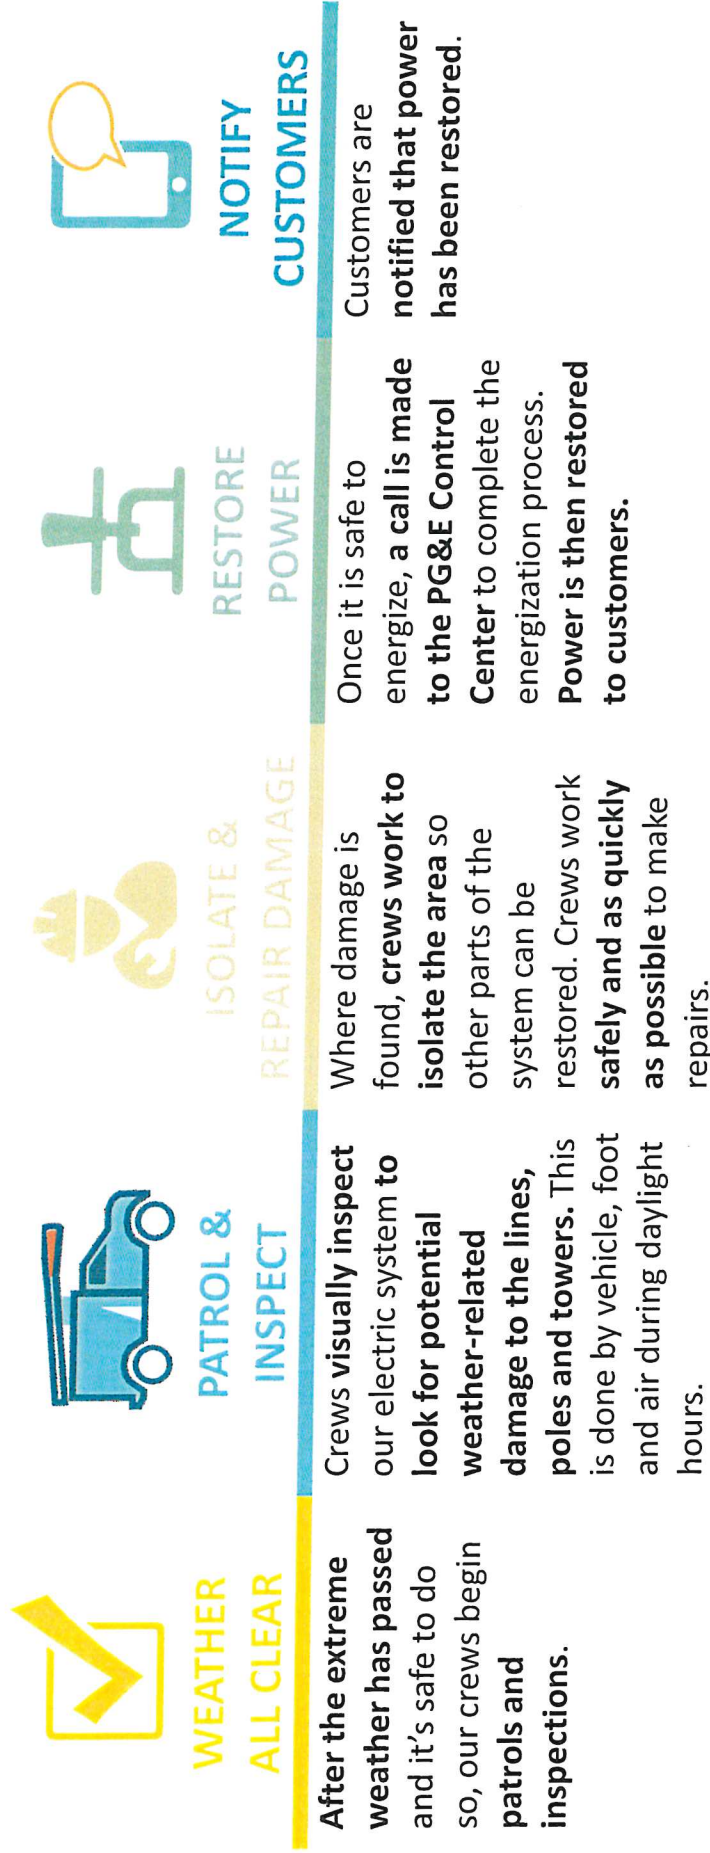 WEATHER
ALL CLEAR
After the extreme
weather has passed
and it's safe to do
so, our crews begin
patrols and
inspections.
PATROL &
INSPECT
Crews visually inspect
our electric system to
look for potential
weather-related
damage to the lines,
poles and towers. This
is done by vehicle, foot
and air during daylight
hours.
ISOLATE &
REPAIR DAMAGE
Where damage is
found, crews work to
isolate the area so
other parts of the
system can be
restored. Crews work
safely and as quickly
as possible to make
repairs.
RESTORE
POWER
Once it is safe to
energize, a call is made
to the PG&E Control
Center to complete the
energization process.
Power is then restored
to customers.
NOTIFY
CUSTOMERS
Customers are
notified that power
has been restored.